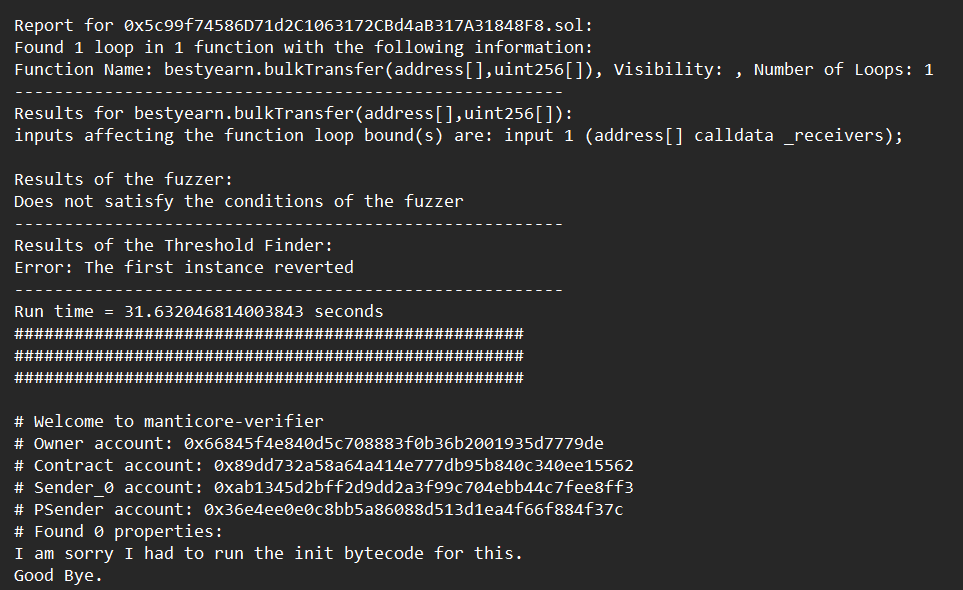 Report for 0x5c99f74586D71d2C1063172CBd4aB317A31848F8.sol:
Found 1 loop in 1 function with the following information:
Function Name: bestyearn.bulkTransfer(address[],uint256[]), Visibility: , Number of Loops: 1
-------------------------------------------------------
Results for bestyearn.bulkTransfer(address[],uint256[]):
inputs affecting the function loop bound(s) are: input 1 (address[] calldata _receivers);
Results of the fuzzer:
Does not satisfy the conditions of the fuzzer
-------------------------------------------------------
Results of the Threshold Finder:
Error: The first instance reverted
-------------------------------------------------------
Run time = 31.632046814003843 seconds
###################################################
###################################################
###################################################
# Welcome to manticore-verifier
# Owner account: 0x66845f4e840d5c708883f0b36b2001935d7779de
# Contract account: 0x89dd732a58a64a414e777db95b840c340ee15562
# Sender_0 account: 0xab1345d2bff2d9dd2a3f99c704ebb44c7fee8ff3
# PSender account: 0x36e4ee0e0c8bb5a86088d513d1ea4f66f884f37c
# Found 0 properties:
I am sorry I had to run the init bytecode for this.
Good Bye.